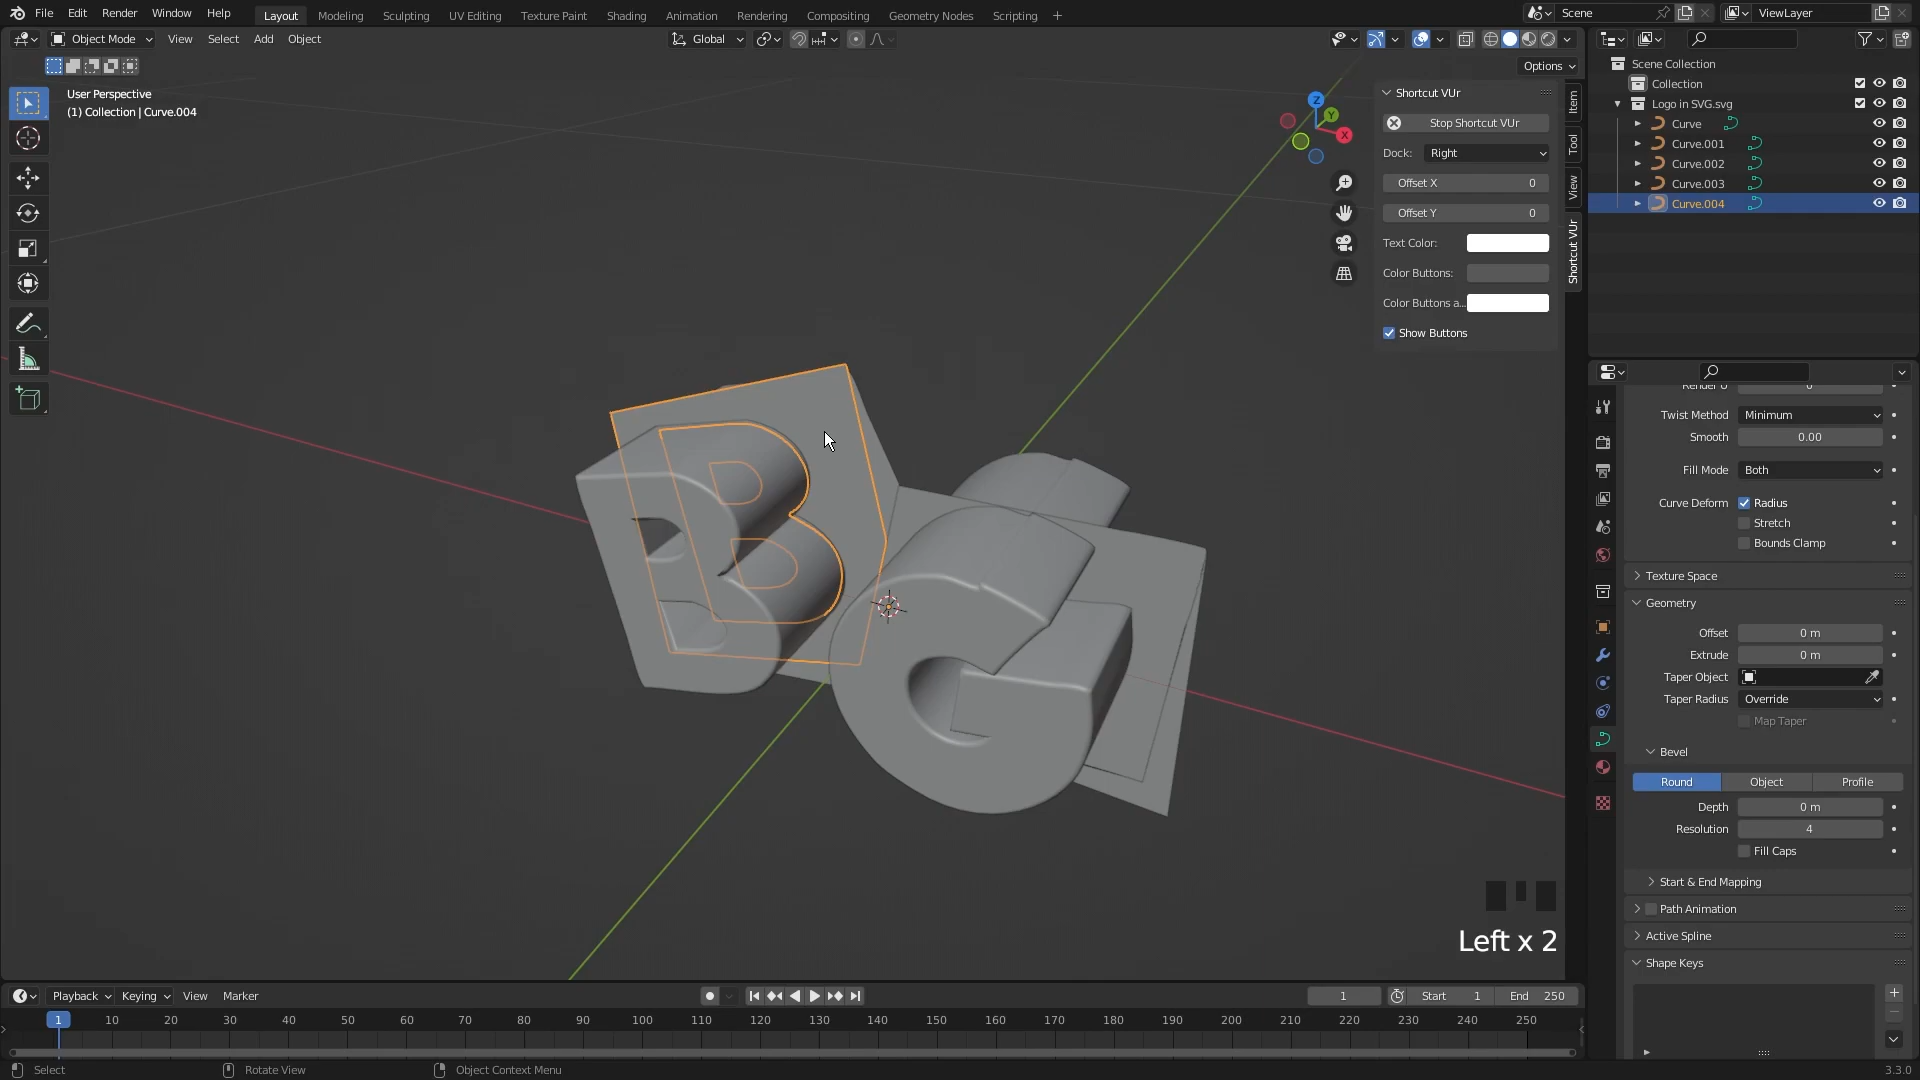 File Edit Render Window Help Layout Modeling Sculpting UV Editing Texture Paint Shading Animation Rendering Compositing Geometry Nodes Scripting + Scene ViewLayer
Object Mode View Select Add Object Global
Options
User Perspective
(1) Collection | Curve.004
Shortcut VUr
Stop Shortcut VUr
Dock: Right
Offset X 0
Offset Y 0
Text Color:
Color Buttons:
Color Buttons a...
Show Buttons
Item
Tool
View
Shortcut VUr
Z
Y
X
Scene Collection
Collection
Logo in SVG.svg
Curve
Curve.001
Curve.002
Curve.003
Curve.004
Twist Method Minimum
Smooth 0.00
Fill Mode Both
Curve Deform Radius
Stretch
Bounds Clamp
Texture Space
Geometry
Offset 0 m
Extrude 0 m
Taper Object
Taper Radius Override
Map Taper
Bevel
Round Object Profile
Depth 0 m
Resolution 4
Fill Caps
Start & End Mapping
Path Animation
Active Spline
Shape Keys
Left x 2
Playback Keying View Marker 1 Start 1 End 250
1 10 20 30 40 50 60 70 80 90 100 110 120 130 140 150 160 170 180 190 200 210 220 230 240 250
Select Rotate View Object Context Menu 3.3.0